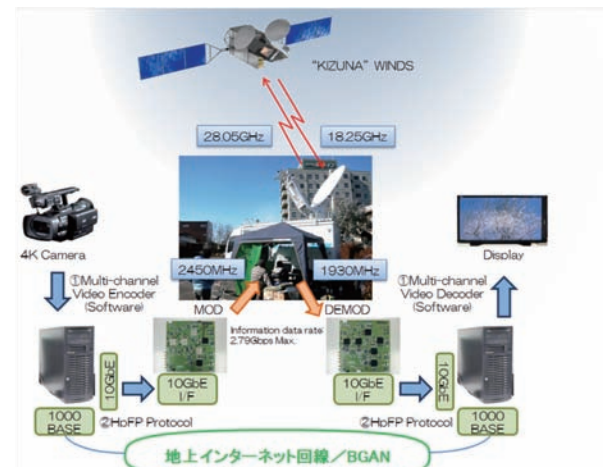 "KIZUNA" WINDS
28.05GHz
18.25GHz
4K Camera
Display
①Multi-channel
Video Encoder
(Software)
2450MHz
1930MHz
①Multi-channel
Video Decoder
(Software)
MOD
DEMOD
Information data rate:
2.79Gbps Max.
10GbE
10GbE
I/F
10GbE
I/F
10GbE
1000
BASE
②HpFP Protocol
②HpFP Protocol
1000
BASE
地上インターネット回線／BGAN